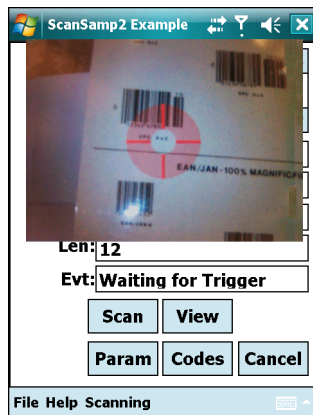 ScanSamp2 Example
EAN/JAN-100% MAGNIFIC
Len: 12
Evt: Waiting for Trigger
Scan View
Param Codes Cancel
File Help Scanning